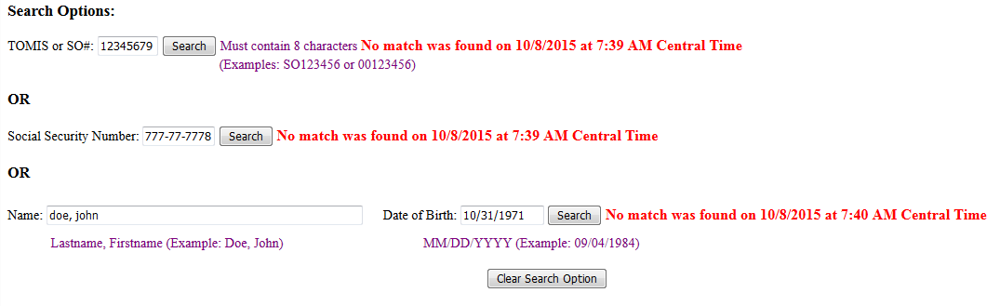 Search Options:
TOMIS or SO#: 12345679 Search Must contain 8 characters No match was found on 10/8/2015 at 7:39 AM Central Time
(Examples: SO123456 or 00123456)
OR
Social Security Number: 777-77-7778 Search No match was found on 10/8/2015 at 7:39 AM Central Time
OR
Name: doe, john Date of Birth: 10/31/1971 Search No match was found on 10/8/2015 at 7:40 AM Central Time
Lastname, Firstname (Example: Doe, John) MM/DD/YYYY (Example: 09/04/1984)
Clear Search Option